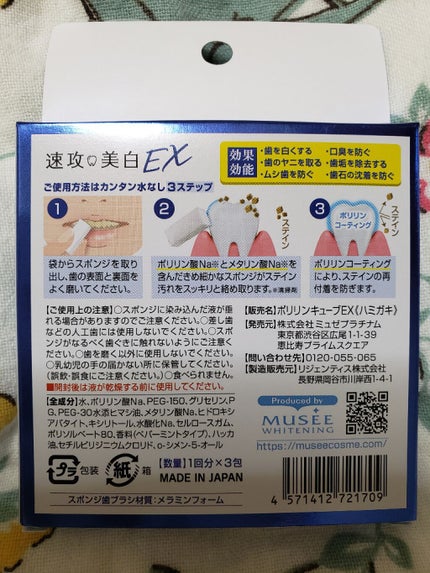 速攻 美白EX
効果
効能
・歯を白くする ・口臭を防ぐ
・歯のヤニを取る ・歯垢を除去する
・ムシ歯を防ぐ ・歯石の沈着を防ぐ
ご使用方法はカンタン水なし3ステップ
1
袋からスポンジを取り
出し、歯の表面と裏面を
よく磨いてください。
2
ステイン
ポリリン酸Na※とメタリン酸Na※を
含んだきめ細かなスポンジがステイン
汚れをスッキリと絡め取ります。※清掃剤
3
ポリリン
コーティング
ステイン
ポリリンコーティング
により、ステインの再
付着を防ぎます。
【ご使用上の注意】○スポンジに染み込んだ液が垂
れる場合がありますのでご注意ください。○差し歯
などの人工歯には使用しないでください。○スポン
ジがなるべく歯ぐきに触れないようにご注意くださ
い。○歯を磨く以外に使用しないでください。
○乳幼児の手の届かない所に保管してください。
(誤飲・誤食にご注意ください)○食べられません。
■開封後は液が乾燥する前に使用してください。
【全成分】水、ポリリン酸Na、PEG-150、グリセリン、P
G、PEG-30水添ヒマシ油、メタリン酸Na、ヒドロキシ
アパタイト、キシリトール、水酸化Na、セルロースガム、
ポリソルベート80、香料(ペパーミントタイプ)、ハッカ
油、セチルピリジニウムクロリド、o-シメン-5-オール
【販売名】ポリリンキューブEX《ハミガキ》
【発売元】株式会社ミュゼプラチナム
東京都渋谷区広尾1-1-39
恵比寿プライムスクエア
【問い合わせ先】0120-055-065
【製造販売元】リジェンティス株式会社
長野県岡谷市川岸西1-4-1
Produced by
MUSÉE
WHITENING
https://museecosme.com/
プラ 包装 紙 箱
【数量】1回分×3包
MADE IN JAPAN
スポンジ歯ブラシ材質:メラミンフォーム
4 571412 721709